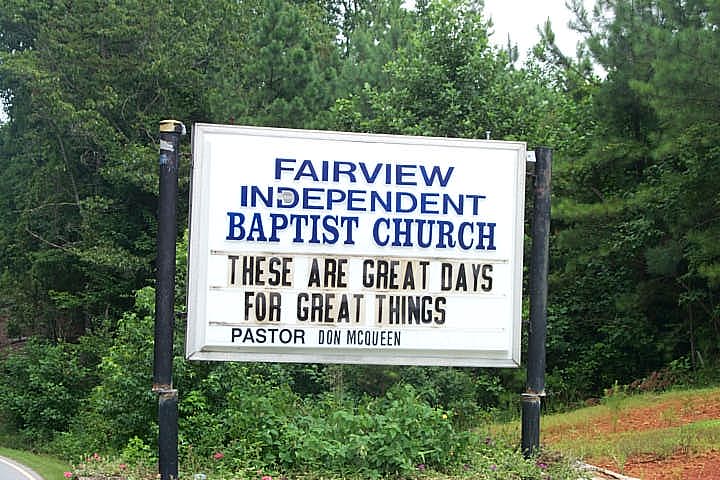 FAIRVIEW
INDEPENDENT
BAPTIST CHURCH
THESE ARE GREAT DAYS
FOR GREAT THINGS
PASTOR DON MCQUEEN